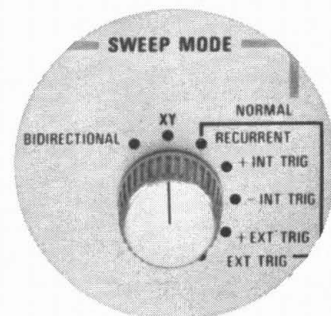 SWEEP MODE
NORMAL
XY
BIDIRECTIONAL
RECURRENT
+ INT TRIG
- INT TRIG
+ EXT TRIG
EXT TRIG